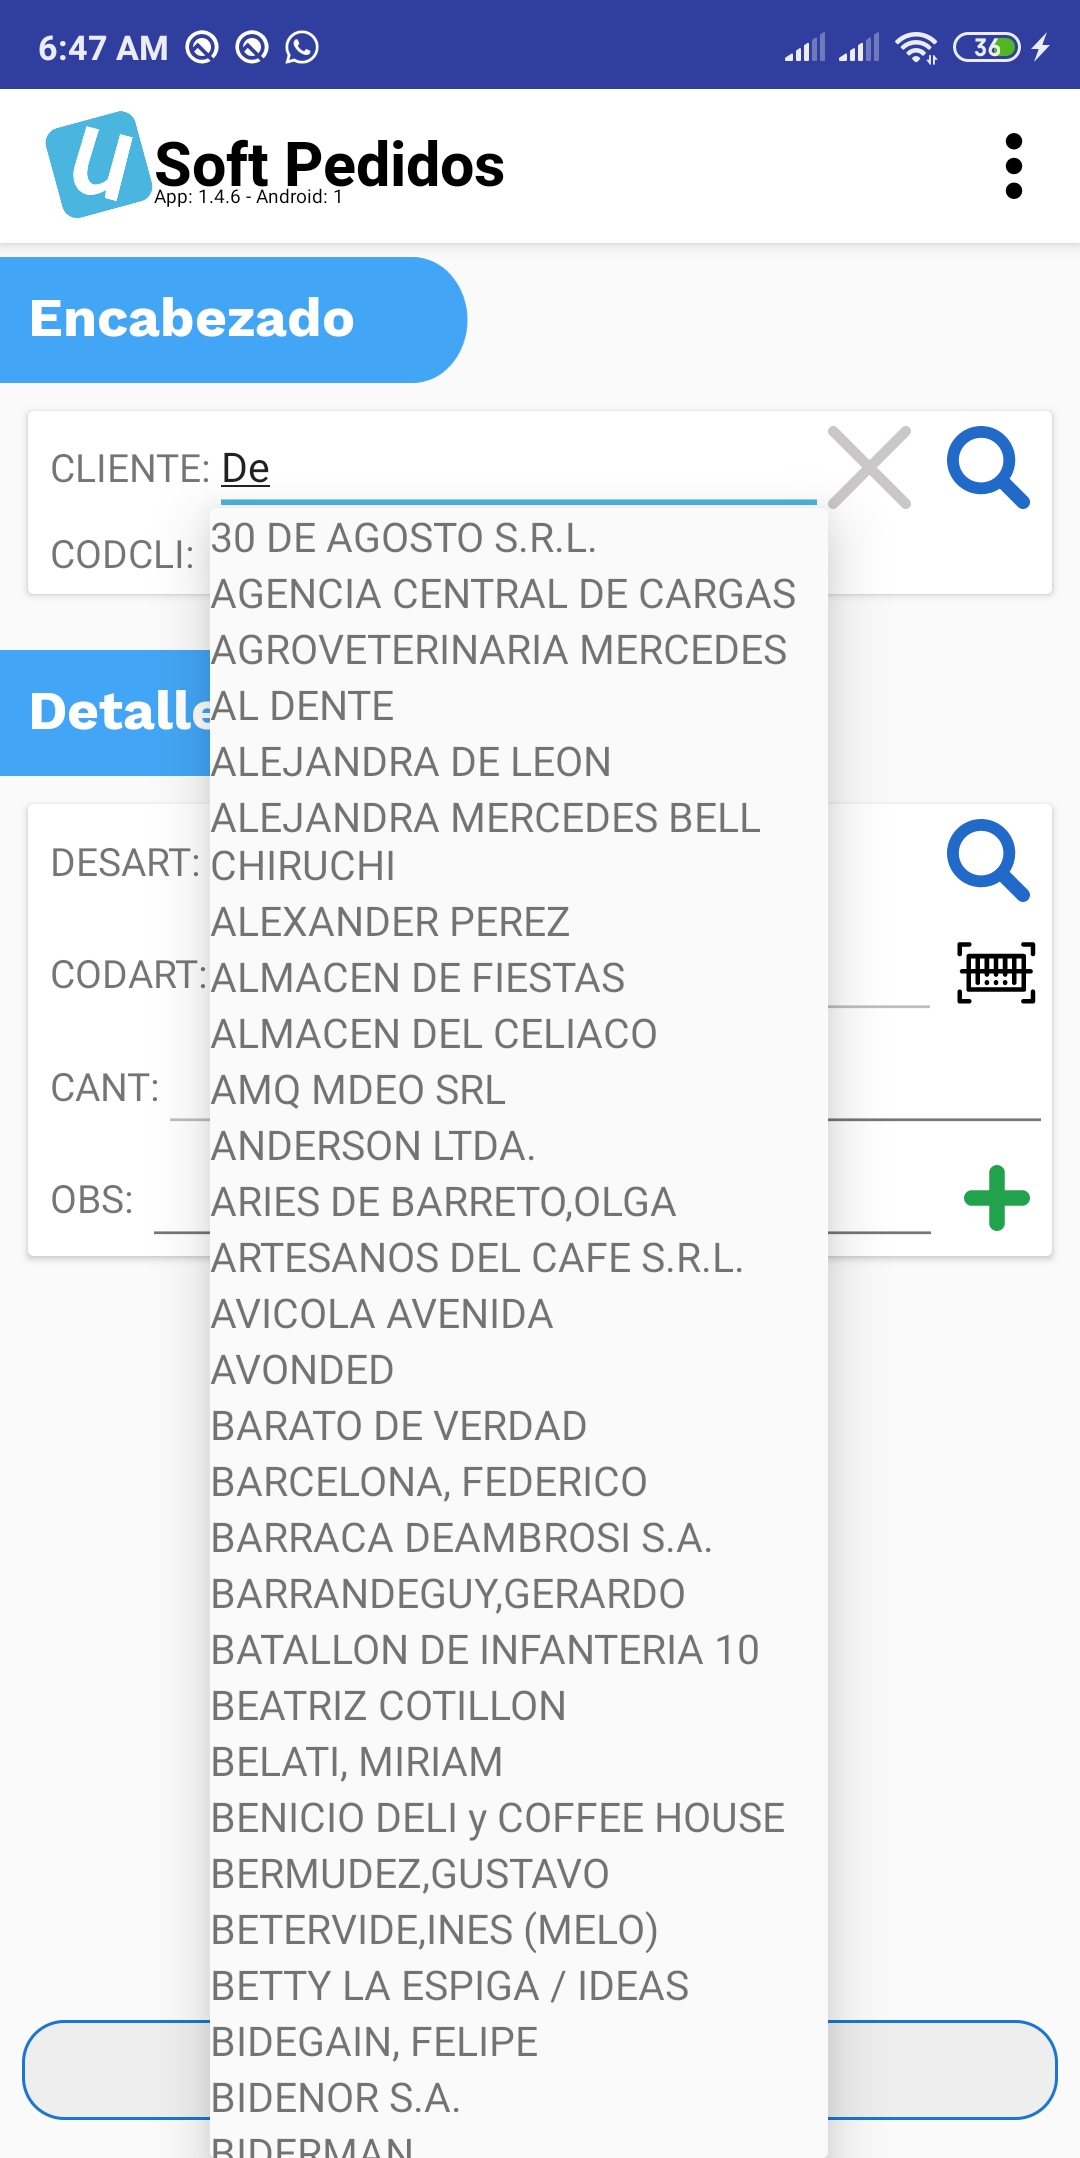 6:47 AM 36
U Soft Pedidos
App: 1.4.6 - Android: 1
Encabezado
CLIENTE: De
CODCLI:
30 DE AGOSTO S.R.L.
AGENCIA CENTRAL DE CARGAS
AGROVETERINARIA MERCEDES
Detalle
AL DENTE
ALEJANDRA DE LEON
ALEJANDRA MERCEDES BELL
CHIRUCHI
DESART:
ALEXANDER PEREZ
CODART:
ALMACEN DE FIESTAS
ALMACEN DEL CELIACO
CANT:
AMQ MDEO SRL
ANDERSON LTDA.
OBS:
ARIES DE BARRETO,OLGA
ARTESANOS DEL CAFE S.R.L.
AVICOLA AVENIDA
AVONDED
BARATO DE VERDAD
BARCELONA, FEDERICO
BARRACA DEAMBROSI S.A.
BARRANDEGUY,GERARDO
BATALLON DE INFANTERIA 10
BEATRIZ COTILLON
BELATI, MIRIAM
BENICIO DELI y COFFEE HOUSE
BERMUDEZ,GUSTAVO
BETERVIDE,INES (MELO)
BETTY LA ESPIGA / IDEAS
BIDEGAIN, FELIPE
BIDENOR S.A.
BIDERMAN